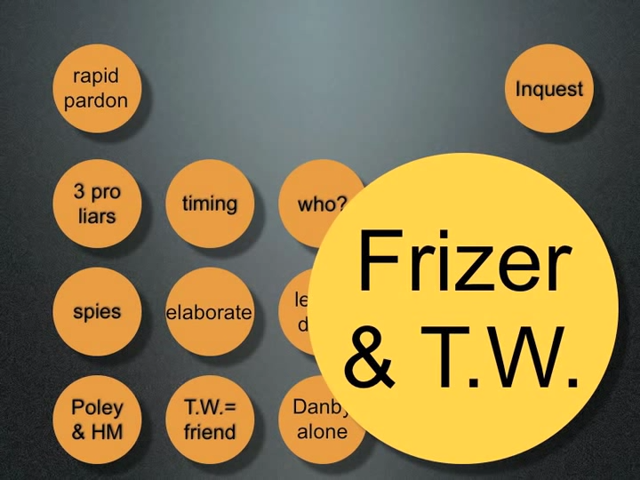 rapid
pardon
Inquest
3 pro
liars
timing
who?
Frizer
& T.W.
spies
elaborate
Poley
& HM
T.W.=
friend
Danby
alone